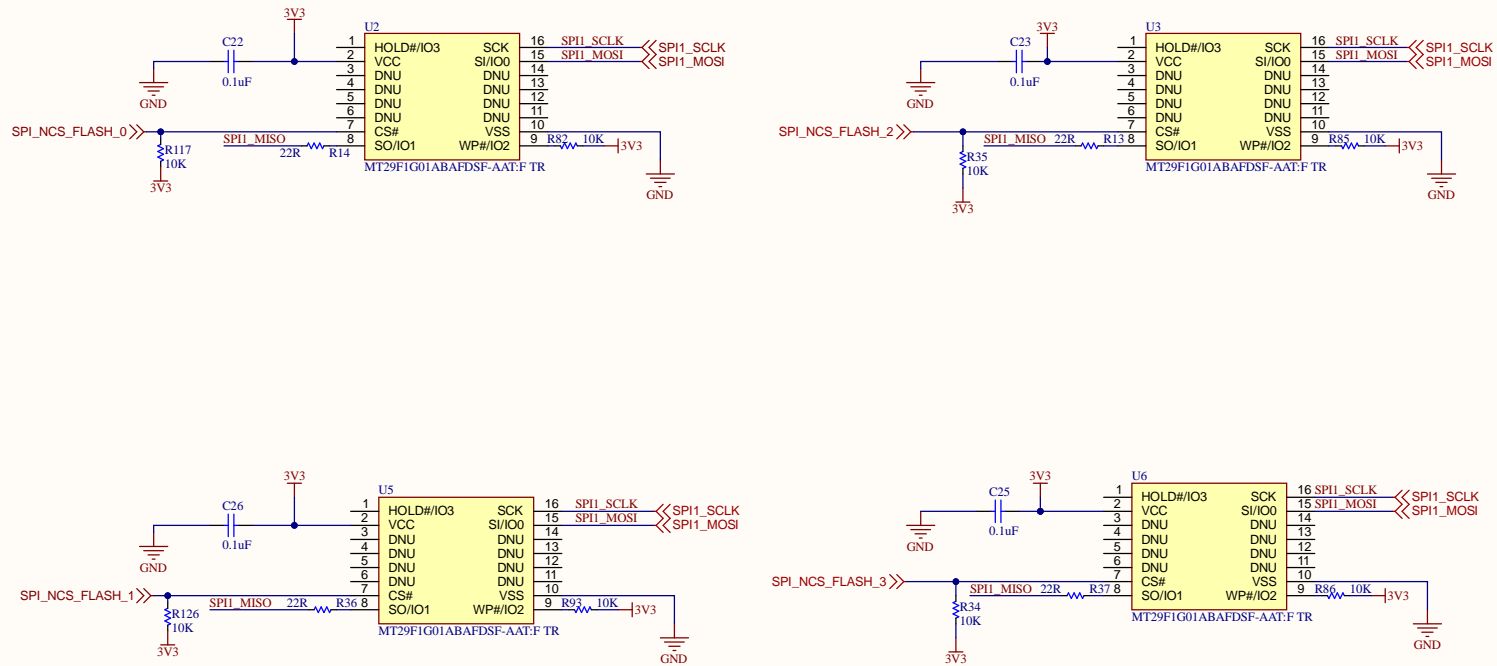 3V3
U2
C22
0.1uF
GND
1 HOLD#/IO3 SCK 16 SPI1_SCLK SPI1_SCLK
2 VCC SI/IO0 15 SPI1_MOSI SPI1_MOSI
3 DNU DNU 14
4 DNU DNU 13
5 DNU DNU 12
6 DNU DNU 11
SPI_NCS_FLASH_0 7 CS# VSS 10
SPI1_MISO 22R R14 8 SO/IO1 WP#/IO2 9 R82 10K 3V3
R117
10K
3V3
MT29F1G01ABAFDSF-AAT:F TR
GND
3V3
U3
C23
0.1uF
GND
1 HOLD#/IO3 SCK 16 SPI1_SCLK SPI1_SCLK
2 VCC SI/IO0 15 SPI1_MOSI SPI1_MOSI
3 DNU DNU 14
4 DNU DNU 13
5 DNU DNU 12
6 DNU DNU 11
SPI_NCS_FLASH_2 7 CS# VSS 10
SPI1_MISO 22R R13 8 SO/IO1 WP#/IO2 9 R85 10K 3V3
R35
10K
3V3
MT29F1G01ABAFDSF-AAT:F TR
GND
3V3
U5
C26
0.1uF
GND
1 HOLD#/IO3 SCK 16 SPI1_SCLK SPI1_SCLK
2 VCC SI/IO0 15 SPI1_MOSI SPI1_MOSI
3 DNU DNU 14
4 DNU DNU 13
5 DNU DNU 12
6 DNU DNU 11
SPI_NCS_FLASH_1 7 CS# VSS 10
SPI1_MISO 22R R36 8 SO/IO1 WP#/IO2 9 R93 10K 3V3
R126
10K
3V3
MT29F1G01ABAFDSF-AAT:F TR
GND
3V3
U6
C25
0.1uF
GND
1 HOLD#/IO3 SCK 16 SPI1_SCLK SPI1_SCLK
2 VCC SI/IO0 15 SPI1_MOSI SPI1_MOSI
3 DNU DNU 14
4 DNU DNU 13
5 DNU DNU 12
6 DNU DNU 11
SPI_NCS_FLASH_3 7 CS# VSS 10
SPI1_MISO 22R R37 8 SO/IO1 WP#/IO2 9 R86 10K 3V3
R34
10K
3V3
MT29F1G01ABAFDSF-AAT:F TR
GND